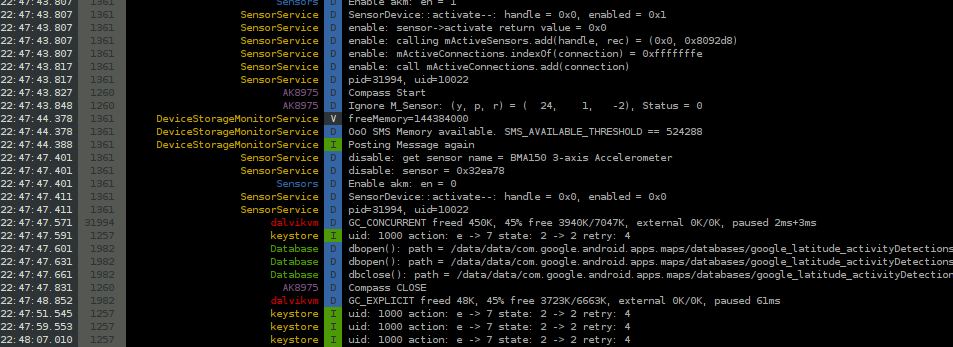 22:47:43.807 1361 Sensors D Enable akm: en = 1
22:47:43.807 1361 SensorService D SensorDevice::activate--: handle = 0x0, enabled = 0x1
22:47:43.807 1361 SensorService D enable: sensor->activate return value = 0x0
22:47:43.807 1361 SensorService D enable: calling mActiveSensors.add(handle, rec) = (0x0, 0x8092d8)
22:47:43.807 1361 SensorService D enable: mActiveConnections.indexOf(connection) = 0xfffffffe
22:47:43.817 1361 SensorService D enable: call mActiveConnections.add(connection)
22:47:43.817 1361 SensorService D pid=31994, uid=10022
22:47:43.827 1260 AK8975 D Compass Start
22:47:43.848 1260 AK8975 D Ignore M_Sensor: (y, p, r) = ( 24, 1, -2), Status = 0
22:47:44.378 1361 DeviceStorageMonitorService V freeMemory=144384000
22:47:44.378 1361 DeviceStorageMonitorService D OoO SMS Memory available. SMS_AVAILABLE_THRESHOLD == 524288
22:47:44.388 1361 DeviceStorageMonitorService I Posting Message again
22:47:47.401 1361 SensorService D disable: get sensor name = BMA150 3-axis Accelerometer
22:47:47.401 1361 SensorService D disable: sensor = 0x32ea78
22:47:47.401 1361 Sensors D Enable akm: en = 0
22:47:47.411 1361 SensorService D SensorDevice::activate--: handle = 0x0, enabled = 0x0
22:47:47.411 1361 SensorService D pid=31994, uid=10022
22:47:47.571 31994 dalvikvm D GC_CONCURRENT freed 450K, 45% free 3940K/7047K, external 0K/0K, paused 2ms+3ms
22:47:47.591 1257 keystore I uid: 1000 action: e -> 7 state: 2 -> 2 retry: 4
22:47:47.601 1982 Database D dbopen(): path = /data/data/com.google.android.apps.maps/databases/google_latitude_activityDetections
22:47:47.631 1982 Database D dbopen(): path = /data/data/com.google.android.apps.maps/databases/google_latitude_activityDetections
22:47:47.661 1982 Database D dbclose(): path = /data/data/com.google.android.apps.maps/databases/google_latitude_activityDetection
22:47:47.831 1260 AK8975 D Compass CLOSE
22:47:48.852 1982 dalvikvm D GC_EXPLICIT freed 48K, 45% free 3723K/6663K, external 0K/0K, paused 61ms
22:47:51.545 1257 keystore I uid: 1000 action: e -> 7 state: 2 -> 2 retry: 4
22:47:59.553 1257 keystore I uid: 1000 action: e -> 7 state: 2 -> 2 retry: 4
22:48:07.010 1257 keystore I uid: 1000 action: e -> 7 state: 2 -> 2 retry: 4